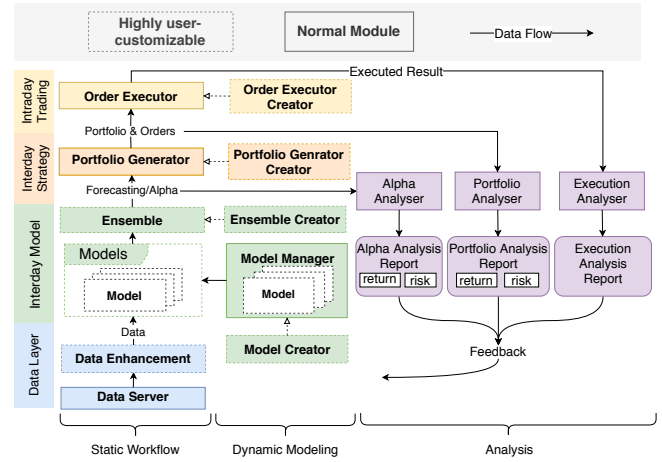 Highly user-
customizable
Normal Module
Data Flow
Intraday
Trading
Interday
Strategy
Interday Model
Data Layer
Executed Result
Order Executor
Order Executor
Creator
Portfolio & Orders
Portfolio Generator
Portfolio Genrator
Creator
Forecasting/Alpha
Alpha
Analyser
Portfolio
Analyser
Execution
Analyser
Ensemble
Ensemble Creator
Models
Model
Model Manager
Model
Alpha Analysis
Report
return
risk
Portfolio Analysis
Report
return
risk
Execution
Analysis
Report
Data
Model Creator
Feedback
Data Enhancement
Data Server
Static Workflow
Dynamic Modeling
Analysis